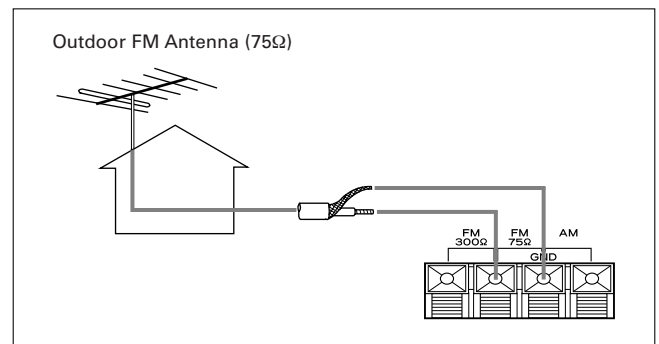 Outdoor FM Antenna (75Ω)
FM FM AM
300Ω 75Ω
GND